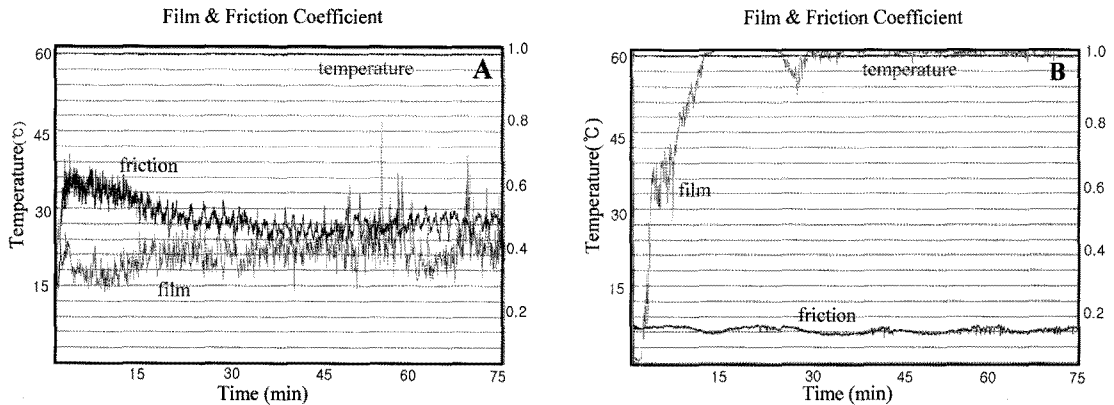 Film & Friction Coefficient
60
45
30
15
Temperature(℃)
1.0
0.8
0.6
0.4
0.2
temperature
A
friction
film
15
30
45
60
75
Time (min)
Film & Friction Coefficient
60
45
30
15
Temperature(℃)
1.0
0.8
0.6
0.4
0.2
temperature
B
film
friction
15
30
45
60
75
Time (min)